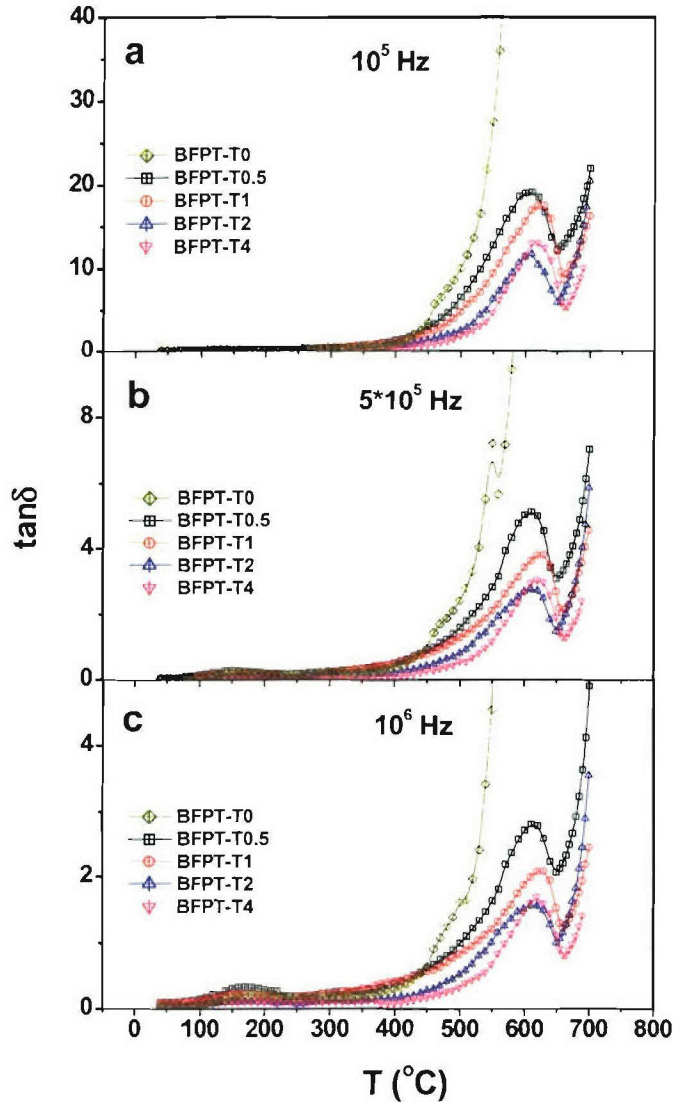 40
a
10⁵ Hz
30
BFPT-T0
20
BFPT-T0.5
BFPT-T1
BFPT-T2
10
BFPT-T4
0
b
5*10⁵ Hz
8
BFPT-T0
BFPT-T0.5
4
BFPT-T1
BFPT-T2
BFPT-T4
0
tanδ
c
10⁶ Hz
4
BFPT-T0
BFPT-T0.5
2
BFPT-T1
BFPT-T2
BFPT-T4
0
0 100 200 300 400 500 600 700 800
T (°C)